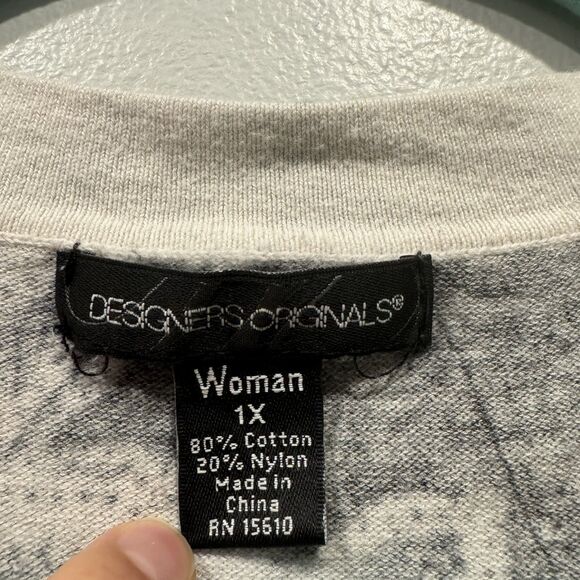 DESIGNERS ORIGINALS®
Woman
1X
80% Cotton
20% Nylon
Made in
China
RN 15610